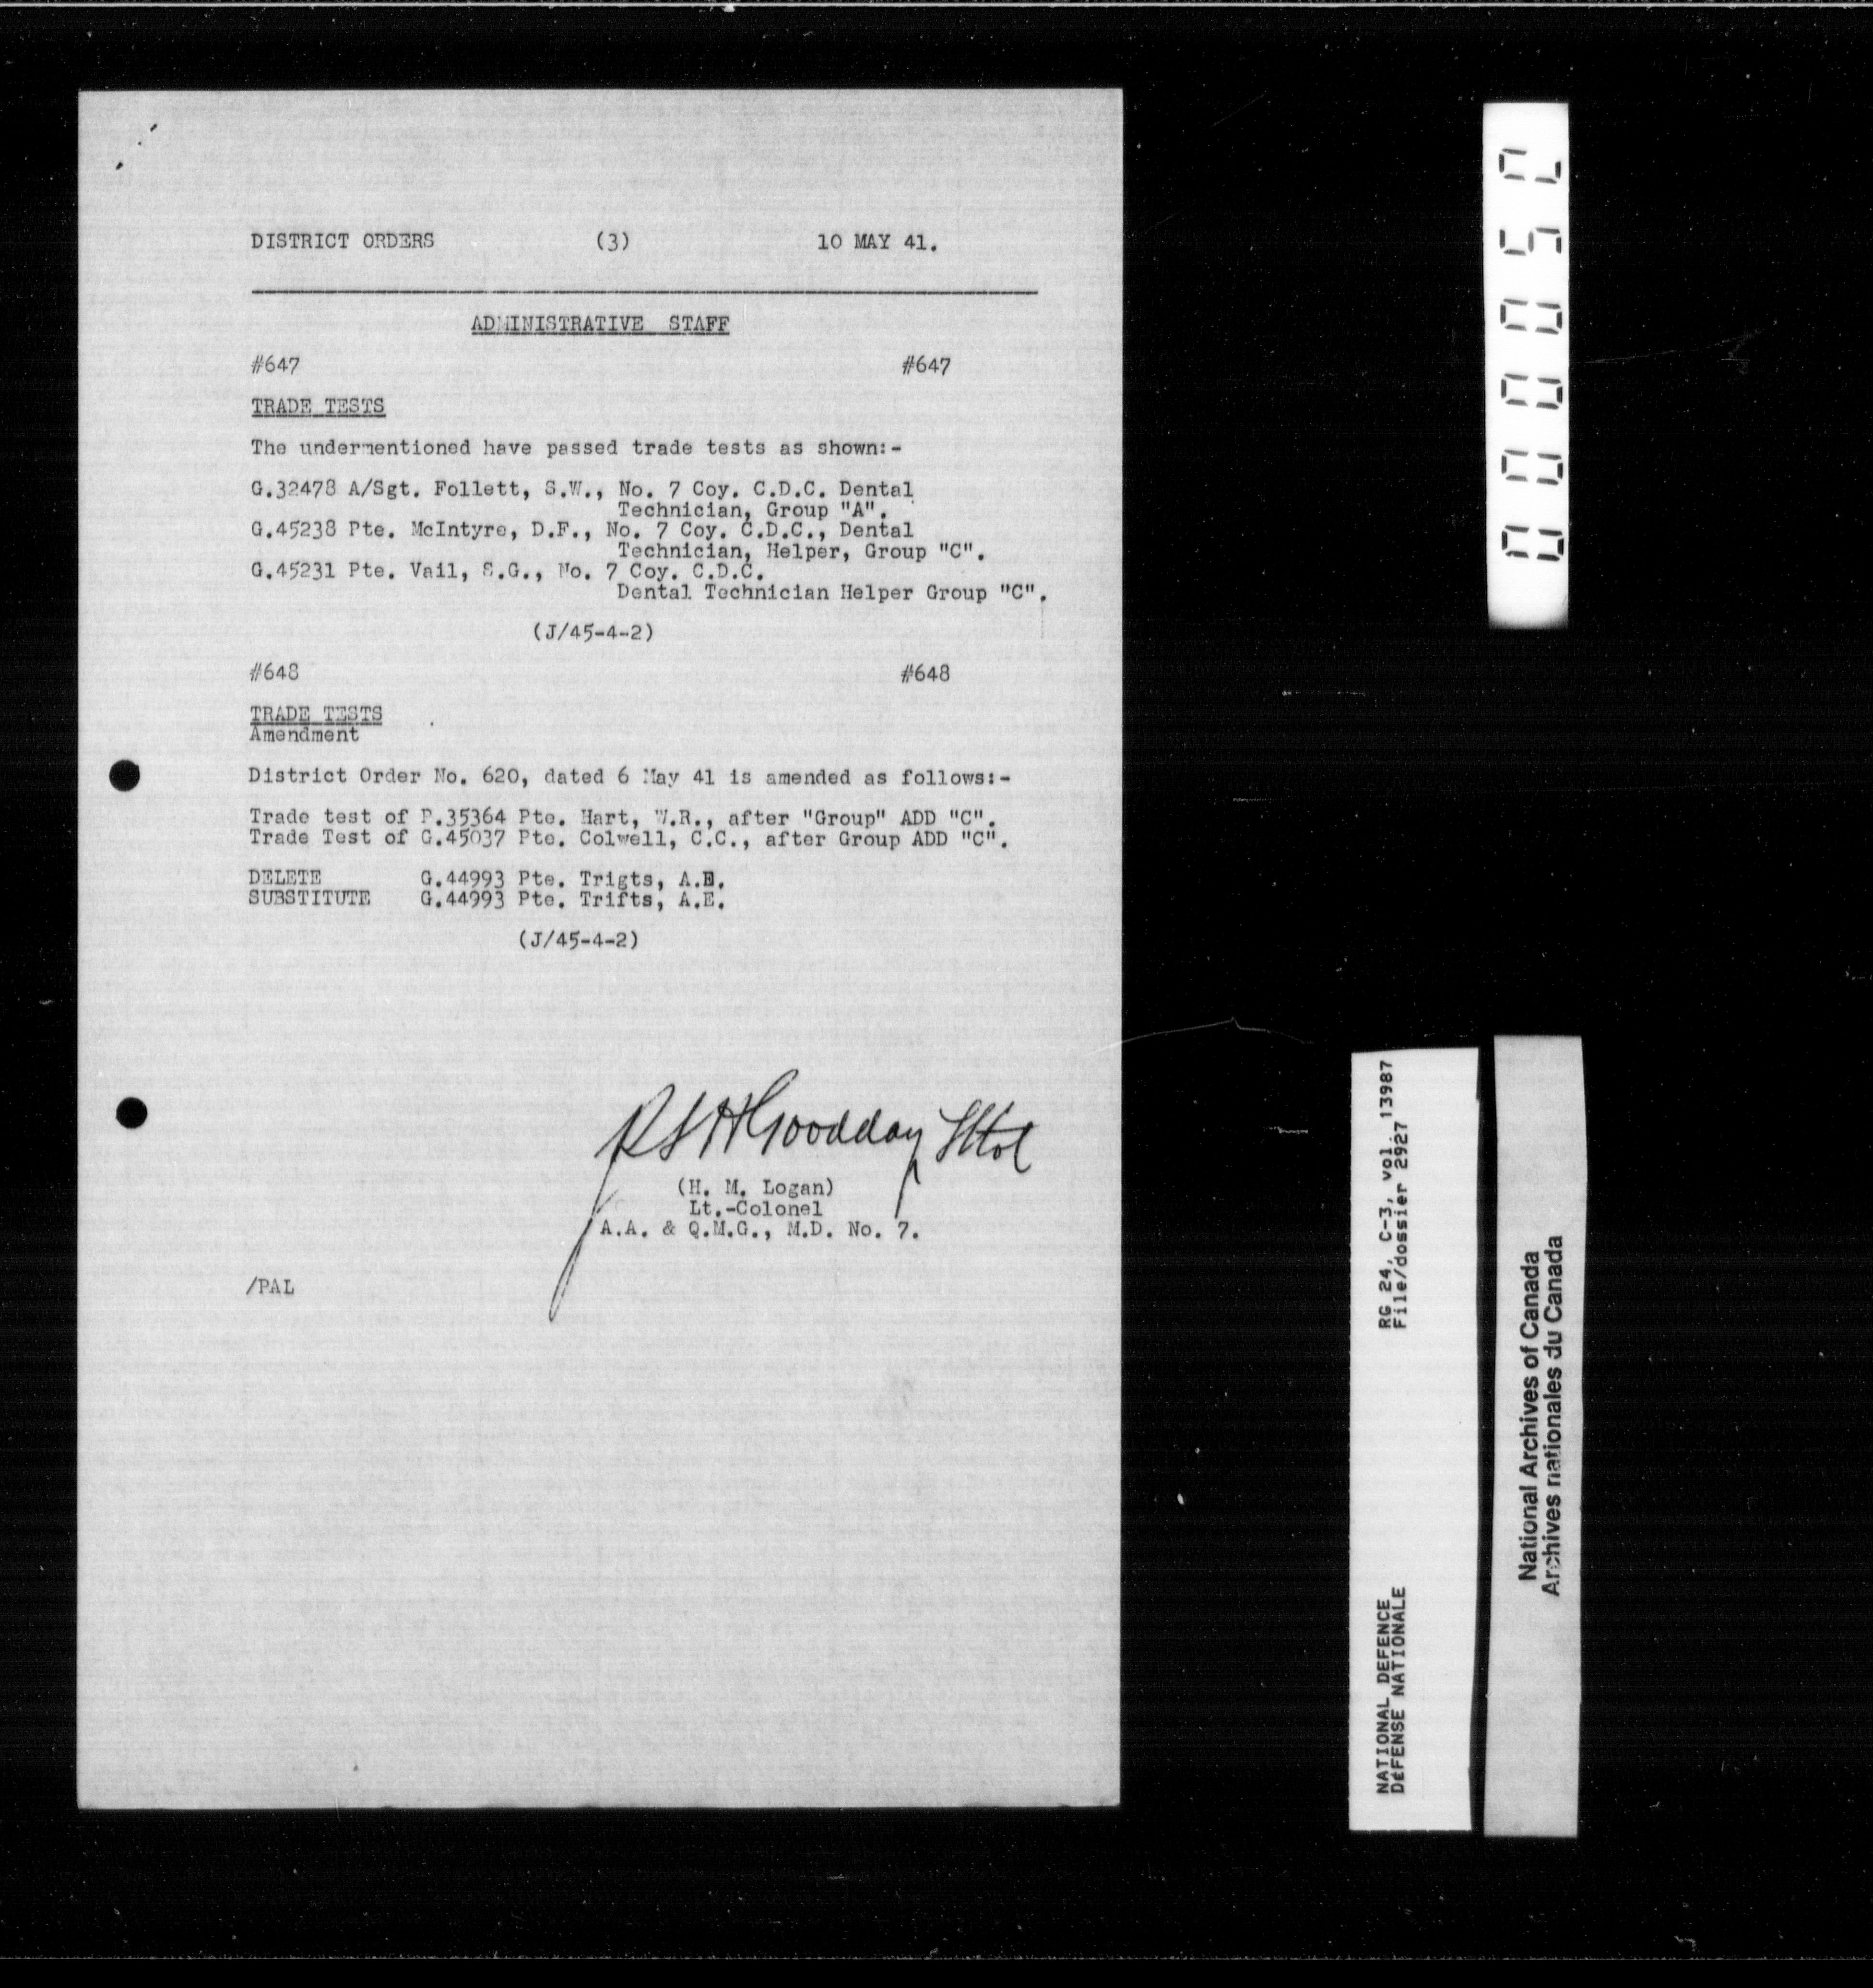 DISTRICT ORDERS (3) 10 MAY 41.
ADMINISTRATIVE STAFF
#647 #647
TRADE TESTS
The undermentioned have passed trade tests as shown:-
G.32478 A/Sgt. Follett, S.W., No. 7 Coy. C.D.C. Dental
Technician, Group "A".
G.45238 Pte. McIntyre, D.F., No. 7 Coy. C.D.C., Dental
Technician, Helper, Group "C".
G.45231 Pte. Vail, S.G., No. 7 Coy. C.D.C.
Dental Technician Helper Group "C".
(J/45-4-2)
#648 #648
TRADE TESTS
Amendment
District Order No. 620, dated 6 May 41 is amended as follows:-
Trade test of P.35364 Pte. Hart, W.R., after "Group" ADD "C".
Trade Test of G.45037 Pte. Colwell, C.C., after Group ADD "C".
DELETE G.44993 Pte. Trigts, A.E.
SUBSTITUTE G.44993 Pte. Trifts, A.E.
(J/45-4-2)
(H. M. Logan)
Lt.-Colonel
A.A. & Q.M.G., M.D. No. 7.
/PAL
RG 24, C-3, vol. 13987
File/dossier 2927
NATIONAL DEFENCE
DÉFENSE NATIONALE
National Archives of Canada
Archives nationales du Canada